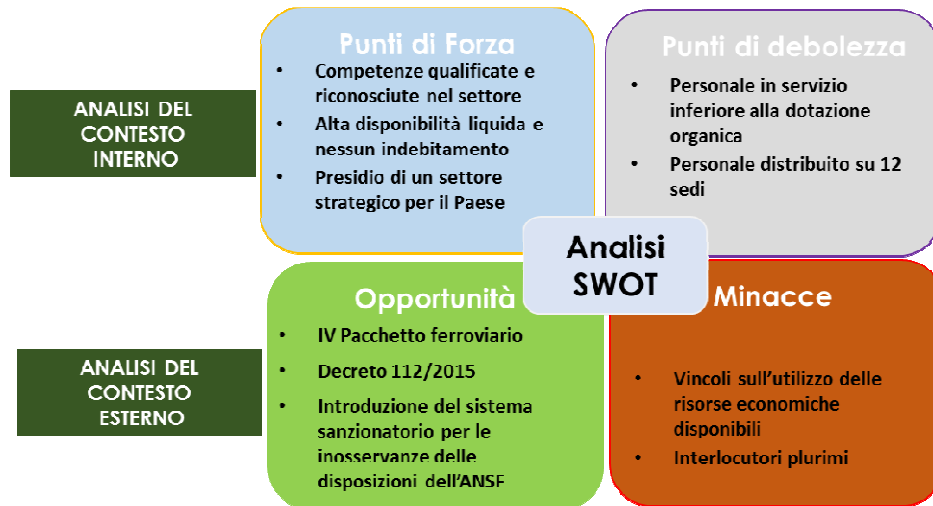 ANALISI DEL
CONTESTO
INTERNO
Punti di Forza
• Competenze qualificate e
riconosciute nel settore
• Alta disponibilità liquida e
nessun indebitamento
• Presidio di un settore
strategico per il Paese
Punti di debolezza
• Personale in servizio
inferiore alla dotazione
organica
• Personale distribuito su 12
sedi
Analisi
SWOT
ANALISI DEL
CONTESTO
ESTERNO
Opportunità
• IV Pacchetto ferroviario
• Decreto 112/2015
• Introduzione del sistema
sanzionatorio per le
inosservanze delle
disposizioni dell'ANSF
Minacce
• Vincoli sull'utilizzo delle
risorse economiche
disponibili
• Interlocutori plurimi